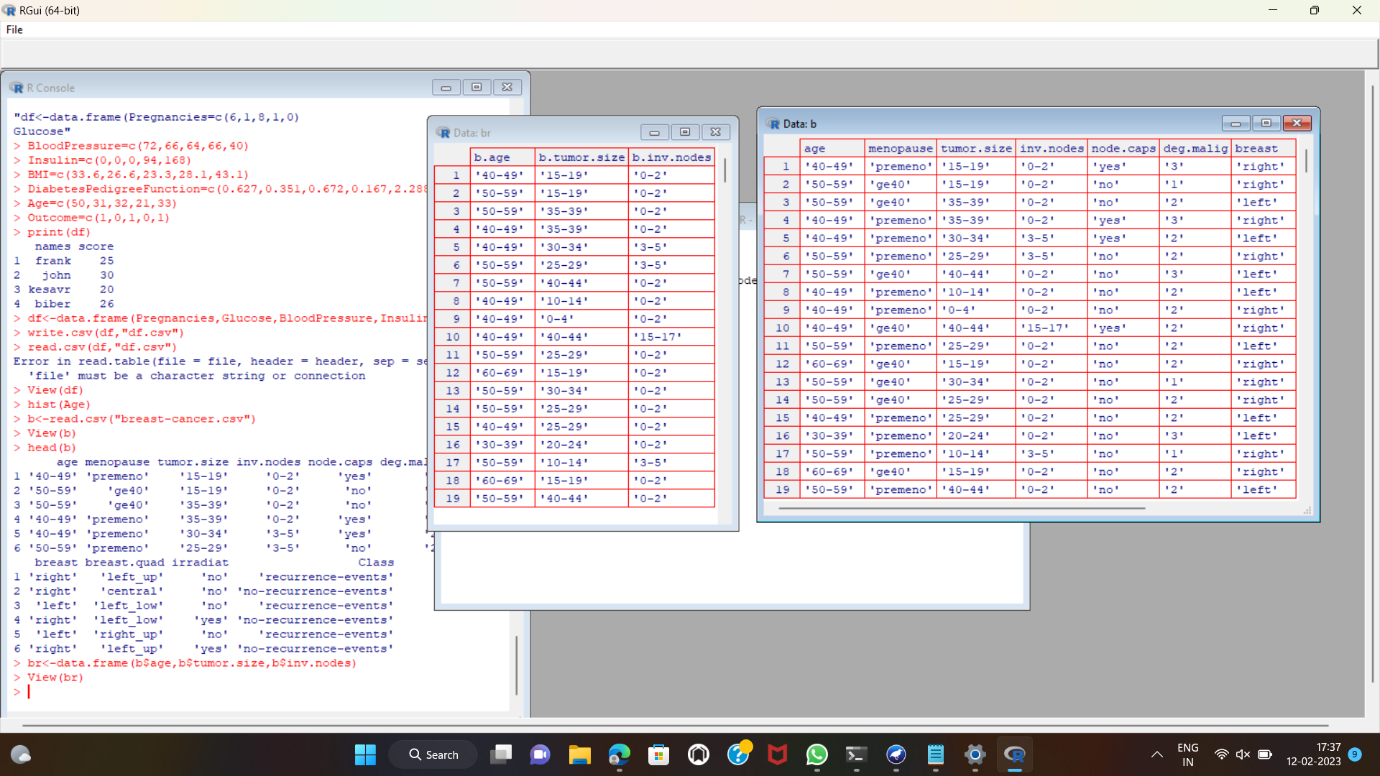 RGui (64-bit)
File
R Console
"df<-data.frame(Pregnancies=c(6,1,8,1,0)
Glucose"
> BloodPressure=c(72,66,64,66,40)
> Insulin=c(0,0,0,94,168)
> BMI=c(33.6,26.6,23.3,28.1,43.1)
> DiabetesPedigreeFunction=c(0.627,0.351,0.672,0.167,2.288
> Age=c(50,31,32,21,33)
> Outcome=c(1,0,1,0,1)
> print(df)
names score
1 frank 25
2 john 30
3 kesavr 20
4 biber 26
> df<-data.frame(Pregnancies,Glucose,BloodPressure,Insulin
> write.csv(df,"df.csv")
> read.csv(df,"df.csv")
Error in read.table(file = file, header = header, sep = se
'file' must be a character string or connection
> View(df)
> hist(Age)
> b<-read.csv("breast-cancer.csv")
> View(b)
> head(b)
age menopause tumor.size inv.nodes node.caps deg.mal
1 '40-49' 'premeno' '15-19' '0-2' 'yes'
2 '50-59' 'ge40' '15-19' '0-2' 'no'
3 '50-59' 'ge40' '35-39' '0-2' 'no'
4 '40-49' 'premeno' '35-39' '0-2' 'yes'
5 '40-49' 'premeno' '30-34' '3-5' 'yes'
6 '50-59' 'premeno' '25-29' '3-5' 'no'
breast breast.quad irradiat Class
1 'right' 'left_up' 'no' 'recurrence-events'
2 'right' 'central' 'no' 'no-recurrence-events'
3 'left' 'left_low' 'no' 'recurrence-events'
4 'right' 'left_low' 'yes' 'no-recurrence-events'
5 'left' 'right_up' 'no' 'recurrence-events'
6 'right' 'left_up' 'yes' 'no-recurrence-events'
> br<-data.frame(b$age,b$tumor.size,b$inv.nodes)
> View(br)
>
Data: br
b.age b.tumor.size b.inv.nodes
1 '40-49' '15-19' '0-2'
2 '50-59' '15-19' '0-2'
3 '50-59' '35-39' '0-2'
4 '40-49' '35-39' '0-2'
5 '40-49' '30-34' '3-5'
6 '50-59' '25-29' '3-5'
7 '50-59' '40-44' '0-2'
8 '40-49' '10-14' '0-2'
9 '40-49' '0-4' '0-2'
10 '40-49' '40-44' '15-17'
11 '50-59' '25-29' '0-2'
12 '60-69' '15-19' '0-2'
13 '50-59' '30-34' '0-2'
14 '50-59' '25-29' '0-2'
15 '40-49' '25-29' '0-2'
16 '30-39' '20-24' '0-2'
17 '50-59' '10-14' '3-5'
18 '60-69' '15-19' '0-2'
19 '50-59' '40-44' '0-2'
Data: b
age menopause tumor.size inv.nodes node.caps deg.malig breast
1 '40-49' 'premeno' '15-19' '0-2' 'yes' '3' 'right'
2 '50-59' 'ge40' '15-19' '0-2' 'no' '1' 'right'
3 '50-59' 'ge40' '35-39' '0-2' 'no' '2' 'left'
4 '40-49' 'premeno' '35-39' '0-2' 'yes' '3' 'right'
5 '40-49' 'premeno' '30-34' '3-5' 'yes' '2' 'left'
6 '50-59' 'premeno' '25-29' '3-5' 'no' '2' 'right'
7 '50-59' 'ge40' '40-44' '0-2' 'no' '3' 'left'
8 '40-49' 'premeno' '10-14' '0-2' 'no' '2' 'left'
9 '40-49' 'premeno' '0-4' '0-2' 'no' '2' 'right'
10 '40-49' 'ge40' '40-44' '15-17' 'yes' '2' 'right'
11 '50-59' 'premeno' '25-29' '0-2' 'no' '2' 'left'
12 '60-69' 'ge40' '15-19' '0-2' 'no' '2' 'right'
13 '50-59' 'ge40' '30-34' '0-2' 'no' '1' 'right'
14 '50-59' 'ge40' '25-29' '0-2' 'no' '2' 'right'
15 '40-49' 'premeno' '25-29' '0-2' 'no' '2' 'left'
16 '30-39' 'premeno' '20-24' '0-2' 'no' '3' 'left'
17 '50-59' 'premeno' '10-14' '3-5' 'no' '1' 'right'
18 '60-69' 'ge40' '15-19' '0-2' 'no' '2' 'right'
19 '50-59' 'premeno' '40-44' '0-2' 'no' '2' 'left'
Search
ENG
IN
17:37
12-02-2023
9